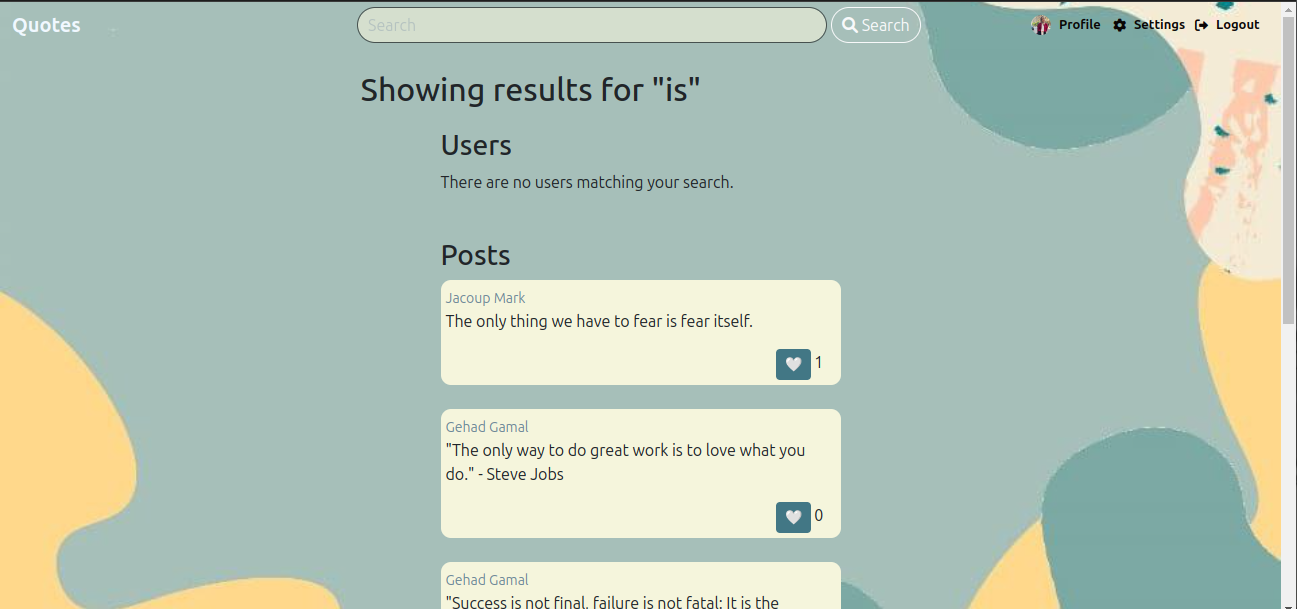 Quotes
Search
Search
Profile
Settings
Logout
Showing results for "is"
Users
There are no users matching your search.
Posts
Jacoup Mark
The only thing we have to fear is fear itself.
1
Gehad Gamal
"The only way to do great work is to love what you
do." - Steve Jobs
0
Gehad Gamal
"Success is not final, failure is not fatal: It is the